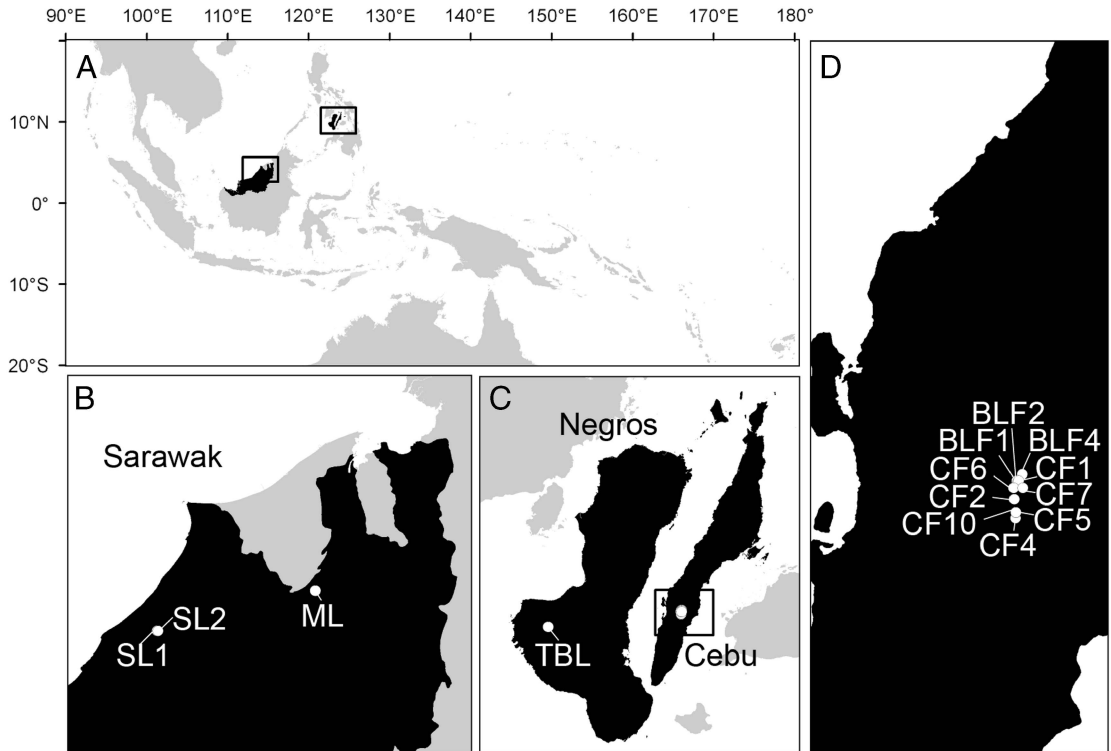 90°E 100°E 110°E 120°E 130°E 140°E 150°E 160°E 170°E 180°
A
10°N
0°
10°S
20°S
B
Sarawak
SL2
SL1
ML
C
Negros
TBL
Cebu
D
BLF2
BLF1 BLF4
CF6 CF1
CF2 CF7
CF10 CF5
CF4